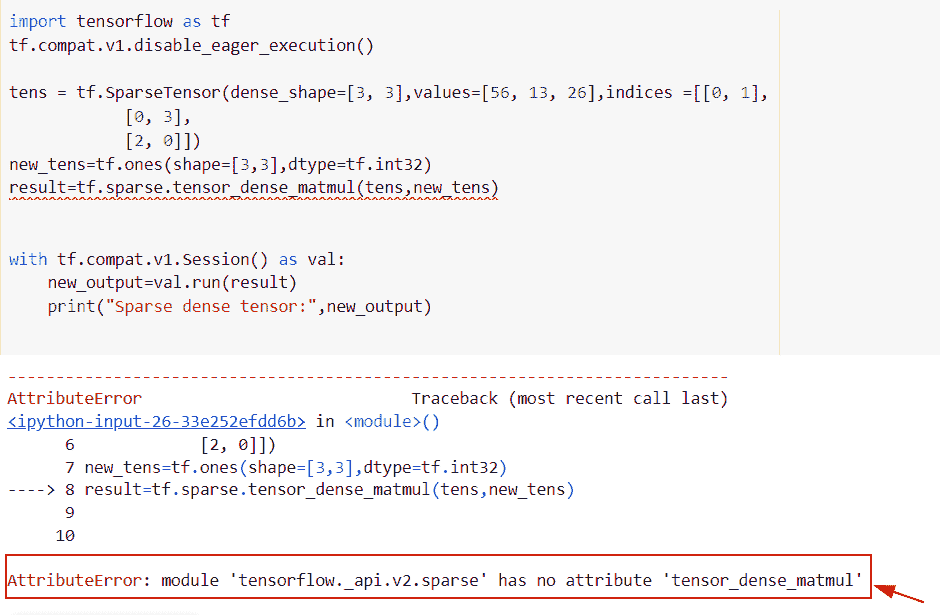 import tensorflow as tf
tf.compat.v1.disable_eager_execution()
tens = tf.SparseTensor(dense_shape=[3, 3],values=[56, 13, 26],indices =[[0, 1],
[0, 3],
[2, 0]])
new_tens=tf.ones(shape=[3,3],dtype=tf.int32)
result=tf.sparse.tensor_dense_matmul(tens,new_tens)
with tf.compat.v1.Session() as val:
new_output=val.run(result)
print("Sparse dense tensor:",new_output)
---------------------------------------------------------------------------
AttributeError Traceback (most recent call last)
<ipython-input-26-33e252efdd6b> in <module>()
6 [2, 0]])
7 new_tens=tf.ones(shape=[3,3],dtype=tf.int32)
----> 8 result=tf.sparse.tensor_dense_matmul(tens,new_tens)
9
10
AttributeError: module 'tensorflow._api.v2.sparse' has no attribute 'tensor_dense_matmul'